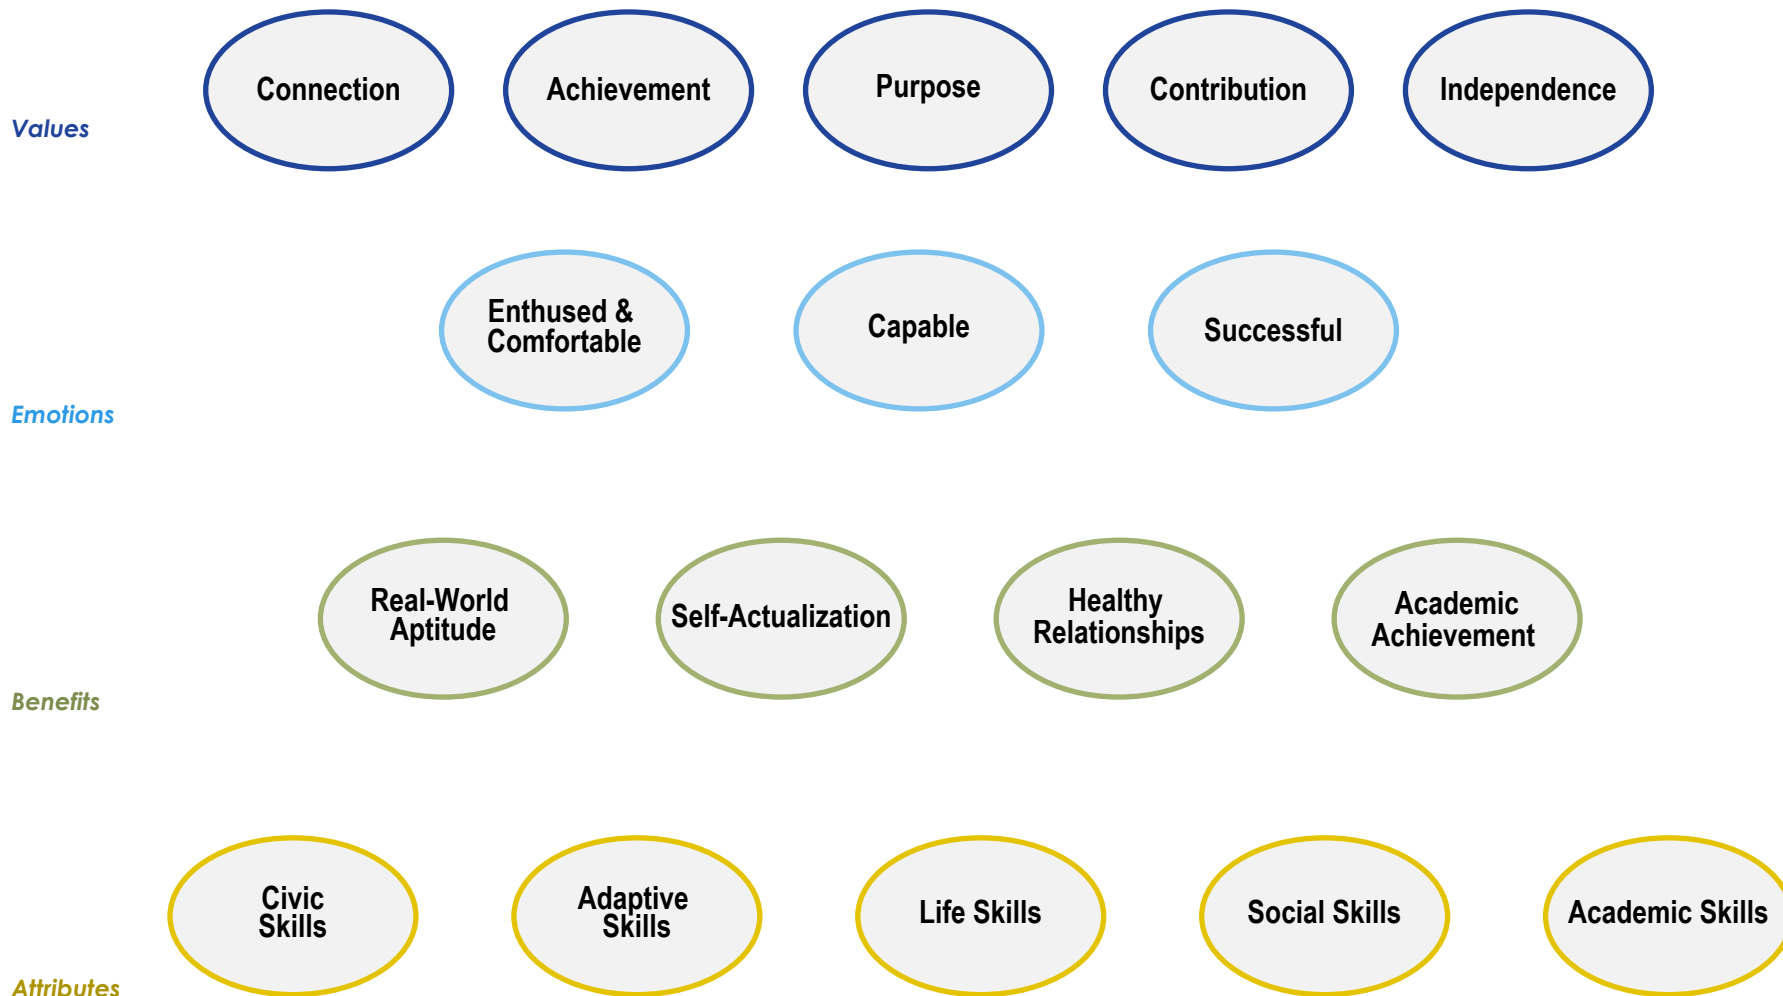 Connection
Achievement
Purpose
Contribution
Independence
Values
Enthused &
Comfortable
Capable
Successful
Emotions
Real-World
Aptitude
Self-Actualization
Healthy
Relationships
Academic
Achievement
Benefits
Civic
Skills
Adaptive
Skills
Life Skills
Social Skills
Academic Skills
Attributes